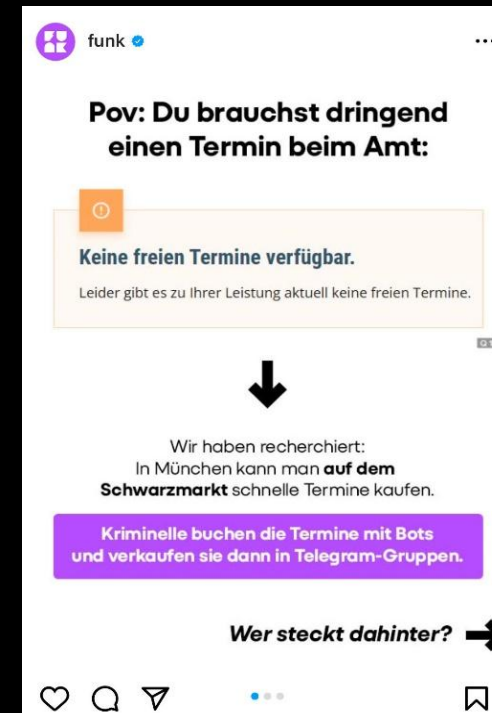 funk
Pov: Du brauchst dringend
einen Termin beim Amt:
Keine freien Termine verfügbar.
Leider gibt es zu Ihrer Leistung aktuell keine freien Termine.
Wir haben recherchiert:
In München kann man auf dem
Schwarzmarkt schnelle Termine kaufen.
Kriminelle buchen die Termine mit Bots
und verkaufen sie dann in Telegram-Gruppen.
Wer steckt dahinter?